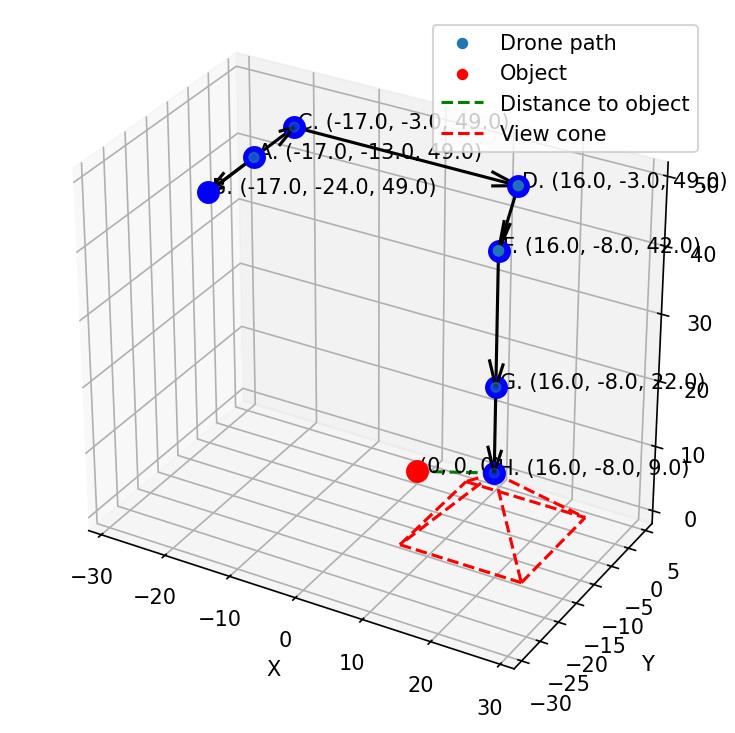 Drone path
Object
Distance to object
View cone
C. (-17.0, -3.0, 49.0)
A. (-17.0, -13.0, 49.0)
(-17.0, -24.0, 49.0)
D. (16.0, -3.0, 49.0)
(16.0, -8.0, 42.0)
G. (16.0, -8.0, 22.0)
(0, 0, 0)
H. (16.0, -8.0, 9.0)
50
40
30
20
10
0
−30
−20
−10
0
10
20
30
X
5
0
−5
−10
−15
−20
−25
−30
Y